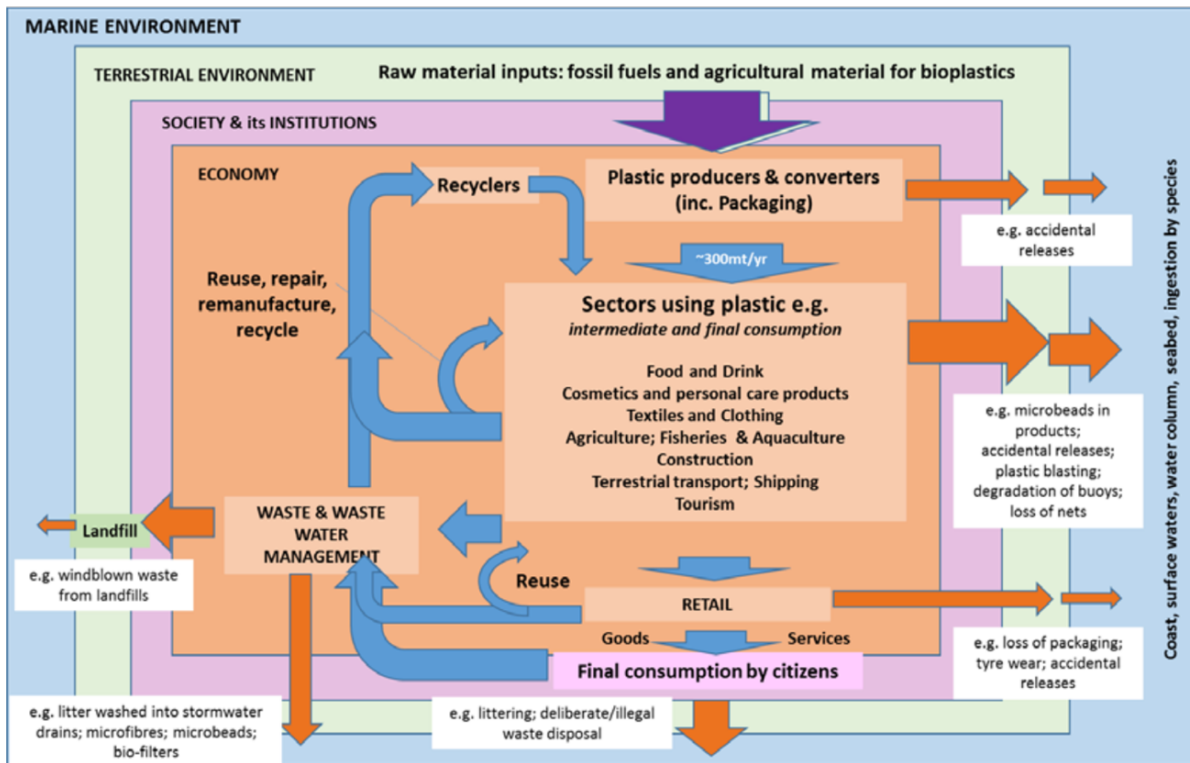 MARINE ENVIRONMENT
TERRESTRIAL ENVIRONMENT
Raw material inputs: fossil fuels and agricultural material for bioplastics
SOCIETY & its INSTITUTIONS
ECONOMY
Recyclers
Plastic producers & converters
(inc. Packaging)
e.g. accidental
releases
~300mt/yr
Reuse, repair,
remanufacture,
recycle
Sectors using plastic e.g.
intermediate and final consumption
Food and Drink
Cosmetics and personal care products
Textiles and Clothing
Agriculture; Fisheries & Aquaculture
Construction
Terrestrial transport; Shipping
Tourism
e.g. microbeads in
products;
accidental releases;
plastic blasting;
degradation of buoys;
loss of nets
Coast, surface waters, water column, seabed, ingestion by species
WASTE & WASTE
WATER
MANAGEMENT
Landfill
e.g. windblown waste
from landfills
Reuse
RETAIL
Goods
Services
e.g. loss of packaging;
tyre wear; accidental
releases
Final consumption by citizens
e.g. litter washed into stormwater
drains; microfibres; microbeads;
bio-filters
e.g. littering; deliberate/illegal
waste disposal